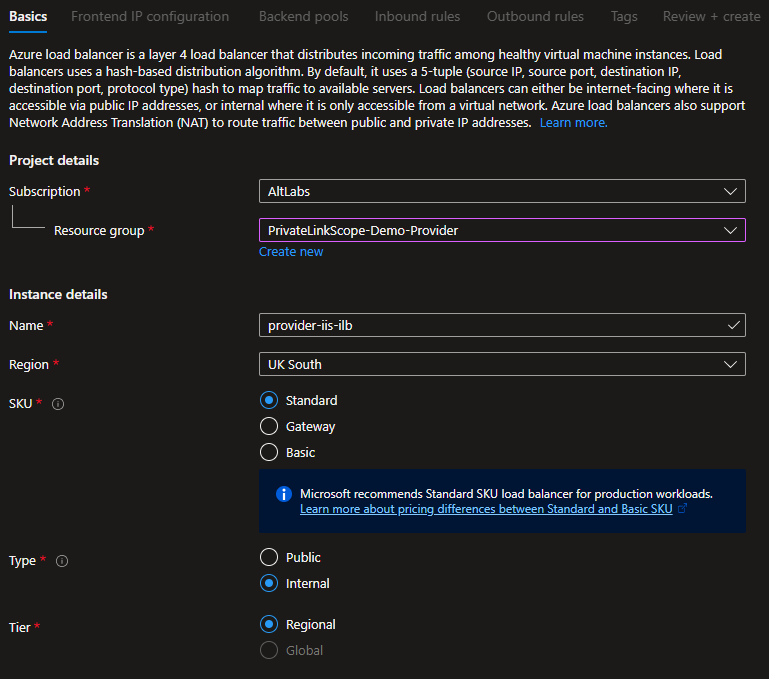 Basics Frontend IP configuration Backend pools Inbound rules Outbound rules Tags Review + create
Azure load balancer is a layer 4 load balancer that distributes incoming traffic among healthy virtual machine instances. Load
balancers uses a hash-based distribution algorithm. By default, it uses a 5-tuple (source IP, source port, destination IP,
destination port, protocol type) hash to map traffic to available servers. Load balancers can either be internet-facing where it is
accessible via public IP addresses, or internal where it is only accessible from a virtual network. Azure load balancers also support
Network Address Translation (NAT) to route traffic between public and private IP addresses. Learn more.
Project details
Subscription * AltLabs
Resource group * PrivateLinkScope-Demo-Provider
Create new
Instance details
Name * provider-iis-ilb
Region * UK South
SKU * Standard
Gateway
Basic
Microsoft recommends Standard SKU load balancer for production workloads.
Learn more about pricing differences between Standard and Basic SKU
Type * Public
Internal
Tier * Regional
Global